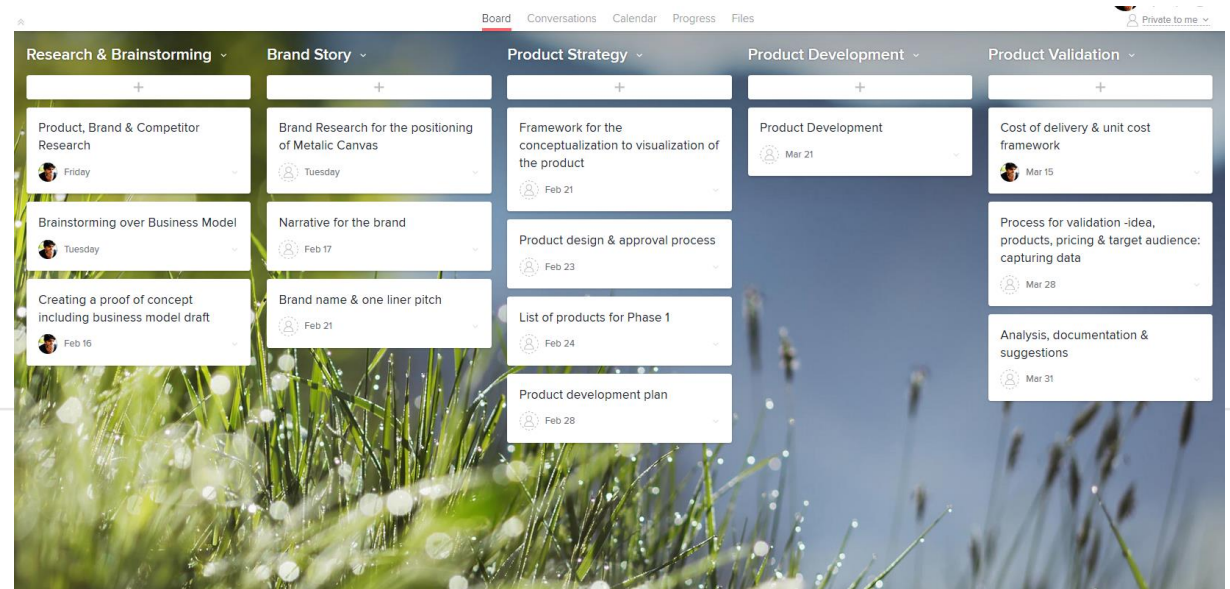 Board Conversations Calendar Progress Files
Private to me
Research & Brainstorming
+
Product, Brand & Competitor
Research
Friday
Brainstorming over Business Model
Tuesday
Creating a proof of concept
including business model draft
Feb 16
Brand Story
+
Brand Research for the positioning
of Metalic Canvas
Tuesday
Narrative for the brand
Feb 17
Brand name & one liner pitch
Feb 21
Product Strategy
+
Framework for the
conceptualization to visualization of
the product
Feb 21
Product design & approval process
Feb 23
List of products for Phase 1
Feb 24
Product development plan
Feb 28
Product Development
+
Product Development
Mar 21
Product Validation
+
Cost of delivery & unit cost
framework
Mar 15
Process for validation -idea,
products, pricing & target audience:
capturing data
Mar 28
Analysis, documentation &
suggestions
Mar 31